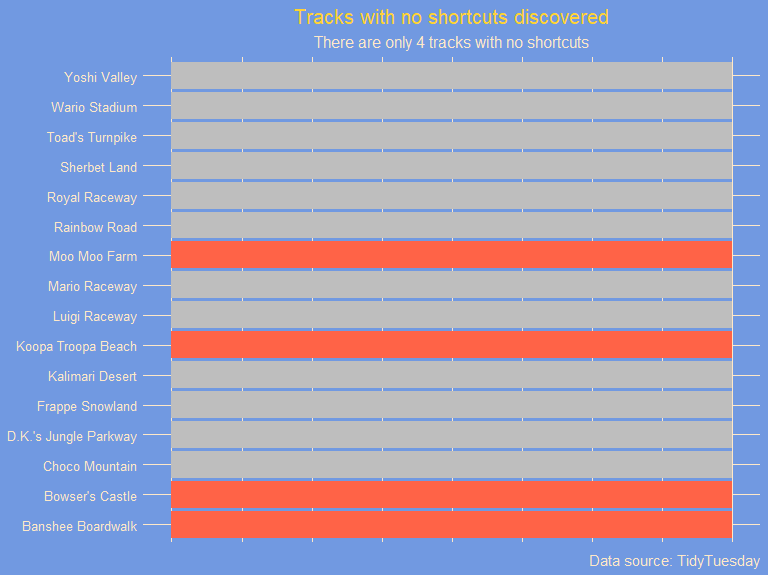 Tracks with no shortcuts discovered
There are only 4 tracks with no shortcuts
Yoshi Valley
Wario Stadium
Toad's Turnpike
Sherbet Land
Royal Raceway
Rainbow Road
Moo Moo Farm
Mario Raceway
Luigi Raceway
Koopa Troopa Beach
Kalimari Desert
Frappe Snowland
D.K.'s Jungle Parkway
Choco Mountain
Bowser's Castle
Banshee Boardwalk
Data source: TidyTuesday